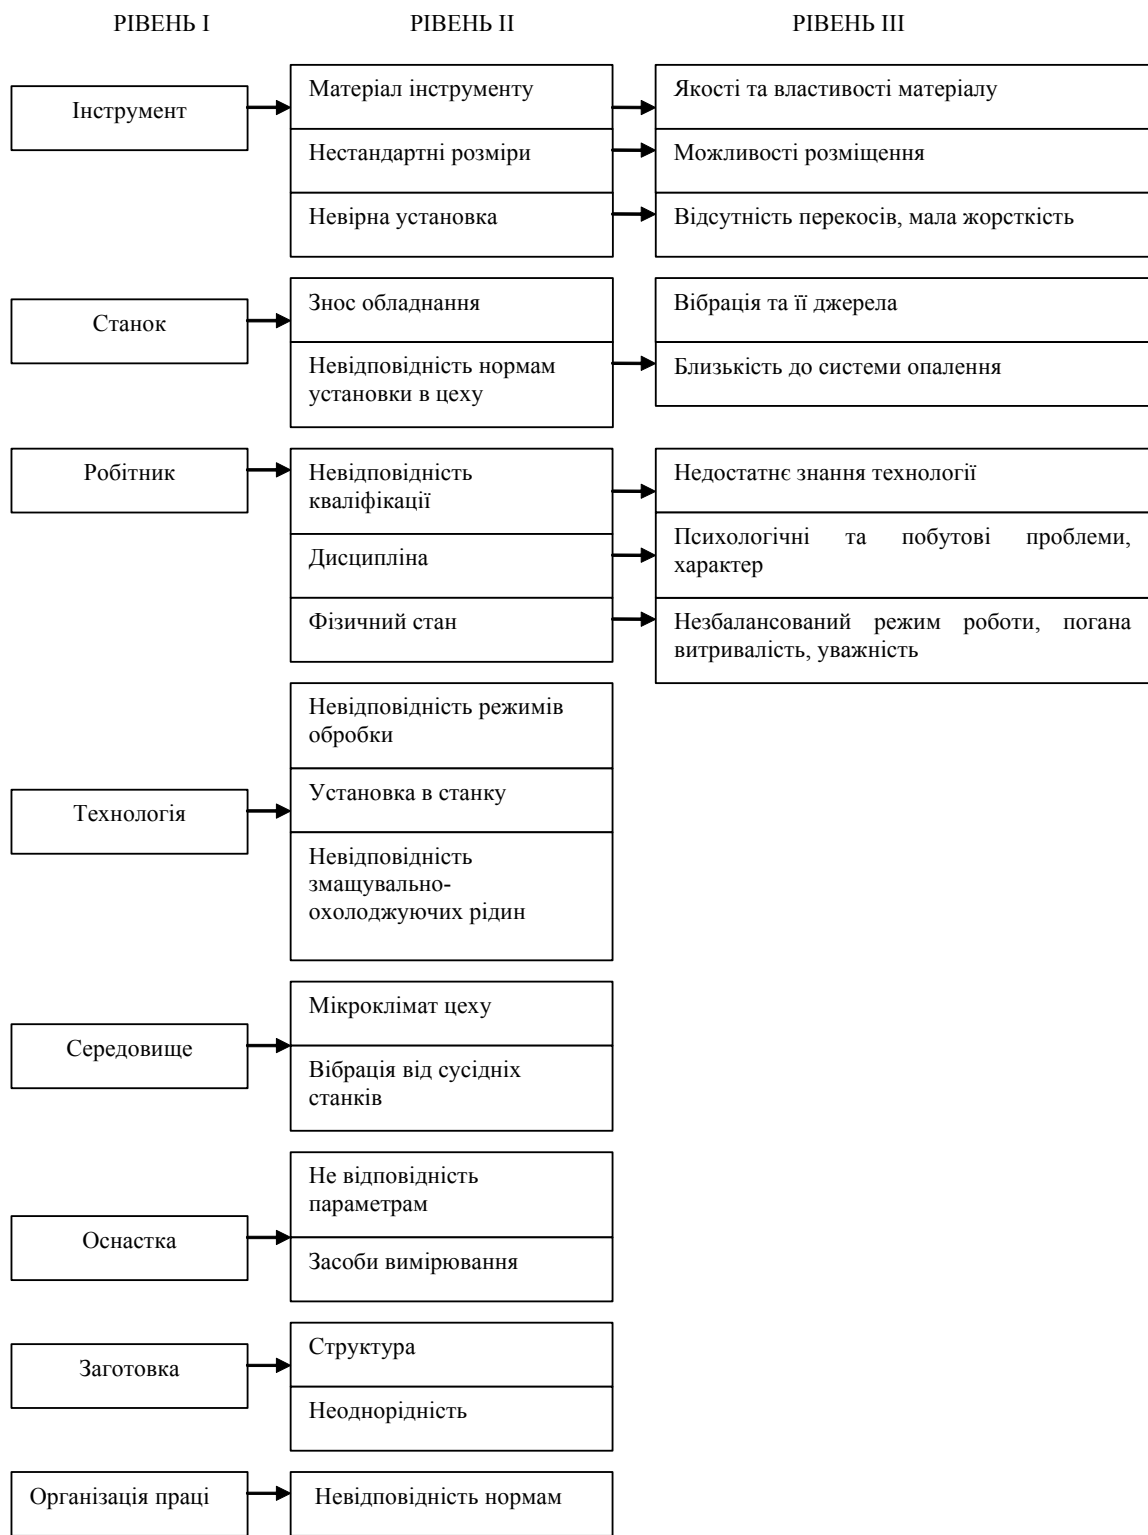 РІВЕНЬ І РІВЕНЬ ІІ РІВЕНЬ ІІІ
Інструмент
Матеріал інструменту
Якості та властивості матеріалу
Нестандартні розміри
Можливості розміщення
Невірна установка
Відсутність перекосів, мала жорсткість
Станок
Знос обладнання
Вібрація та її джерела
Невідповідність нормам
установки в цеху
Близькість до системи опалення
Робітник
Невідповідність
кваліфікації
Недостатнє знання технології
Дисципліна
Психологічні та побутові проблеми,
характер
Фізичний стан
Незбалансований режим роботи, погана
витривалість, уважність
Технологія
Невідповідність режимів
обробки
Установка в станку
Невідповідність
змащувально-
охолоджуючих рідин
Середовище
Мікроклімат цеху
Вібрація від сусідніх
станків
Оснастка
Не відповідність
параметрам
Засоби вимірювання
Заготовка
Структура
Неоднорідність
Організація праці
Невідповідність нормам